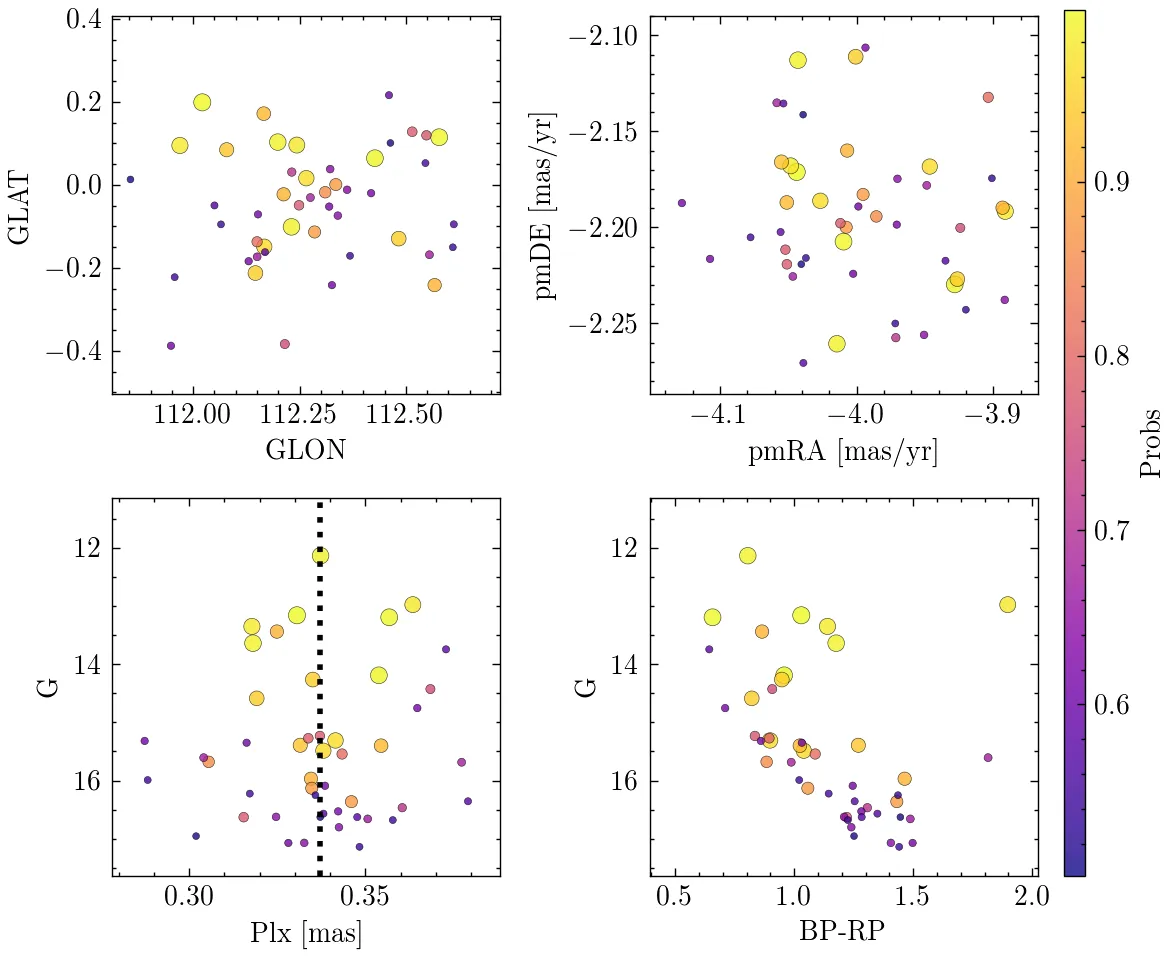 0.4
0.2
0.0
−0.2
−0.4
GLAT
112.00 112.25 112.50
GLON
−2.10
−2.15
−2.20
−2.25
pmDE [mas/yr]
−4.1 −4.0 −3.9
pmRA [mas/yr]
0.9
0.8
0.7
0.6
Probs
12
14
16
G
0.30 0.35
Plx [mas]
12
14
16
G
0.5 1.0 1.5 2.0
BP-RP